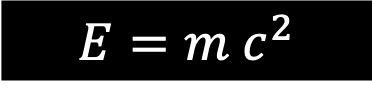 E = m c²